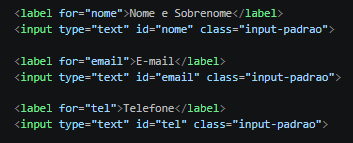 <label for="nome">Nome e Sobrenome</label>
<input type="text" id="nome" class="input-padrao">
<label for="email">E-mail</label>
<input type="text" id="email" class="input-padrao">
<label for="tel">Telefone</label>
<input type="text" id="tel" class="input-padrao">